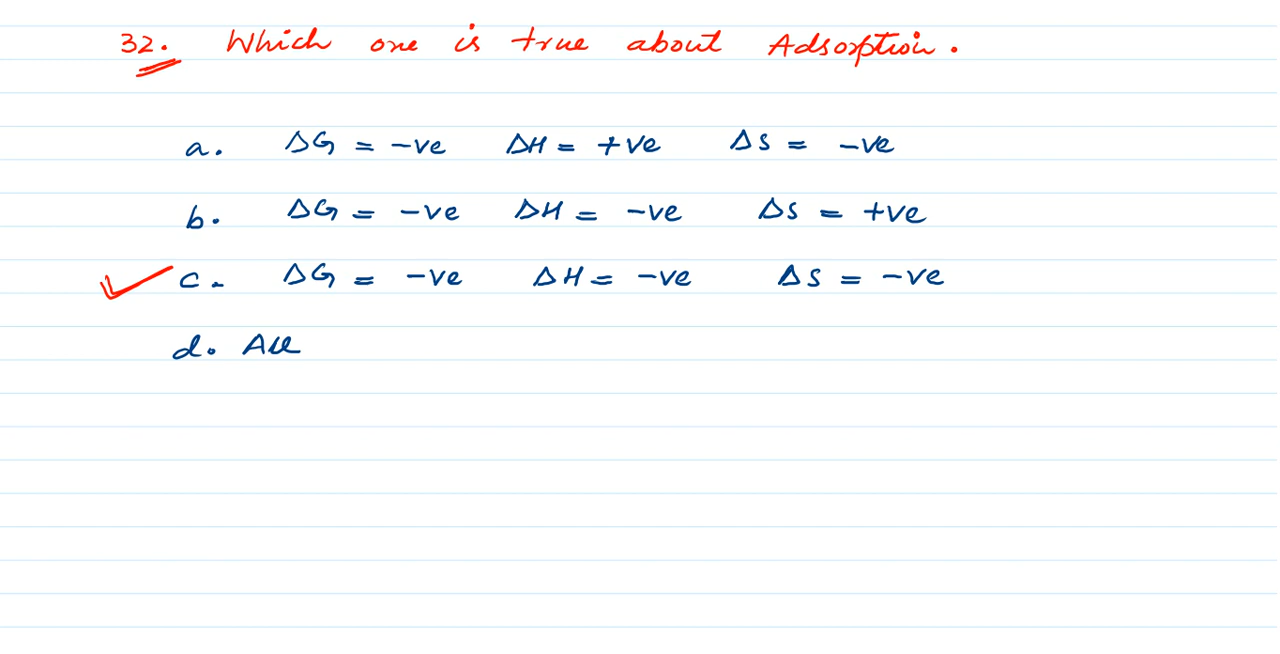 32. Which one is true about Adsorption.
a. ΔG = -ve ΔH = +ve ΔS = -ve
b. ΔG = -ve ΔH = -ve ΔS = +ve
c. ΔG = -ve ΔH = -ve ΔS = -ve
d. All